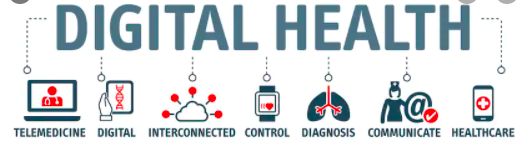 DIGITAL HEALTH
TELEMEDICINE DIGITAL INTERCONNECTED CONTROL DIAGNOSIS COMMUNICATE HEALTHCARE